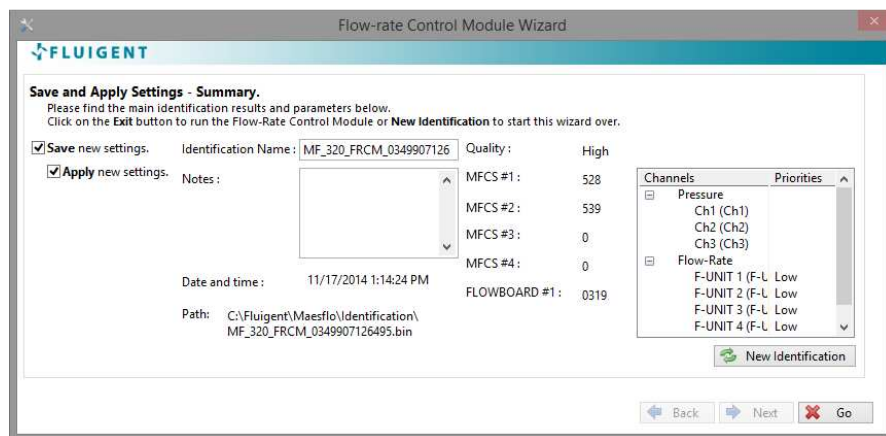 Flow-rate Control Module Wizard
FLUIGENT
Save and Apply Settings - Summary.
Please find the main identification results and parameters below.
Click on the Exit button to run the Flow-Rate Control Module or New Identification to start this wizard over.
Save new settings.
Apply new settings.
Identification Name : MF_320_FRCM_0349907126
Notes :
Date and time : 11/17/2014 1:14:24 PM
Path: C:\Fluigent\Maesflo\Identification\
MF_320_FRCM_0349907126495.bin
Quality : High
MFCS #1 : 528
MFCS #2 : 539
MFCS #3 : 0
MFCS #4 : 0
FLOWBOARD #1 : 0319
Channels Priorities
Pressure
Ch1 (Ch1)
Ch2 (Ch2)
Ch3 (Ch3)
Flow-Rate
F-UNIT 1 (F-U Low
F-UNIT 2 (F-U Low
F-UNIT 3 (F-U Low
F-UNIT 4 (F-U Low
New Identification
Back Next Go